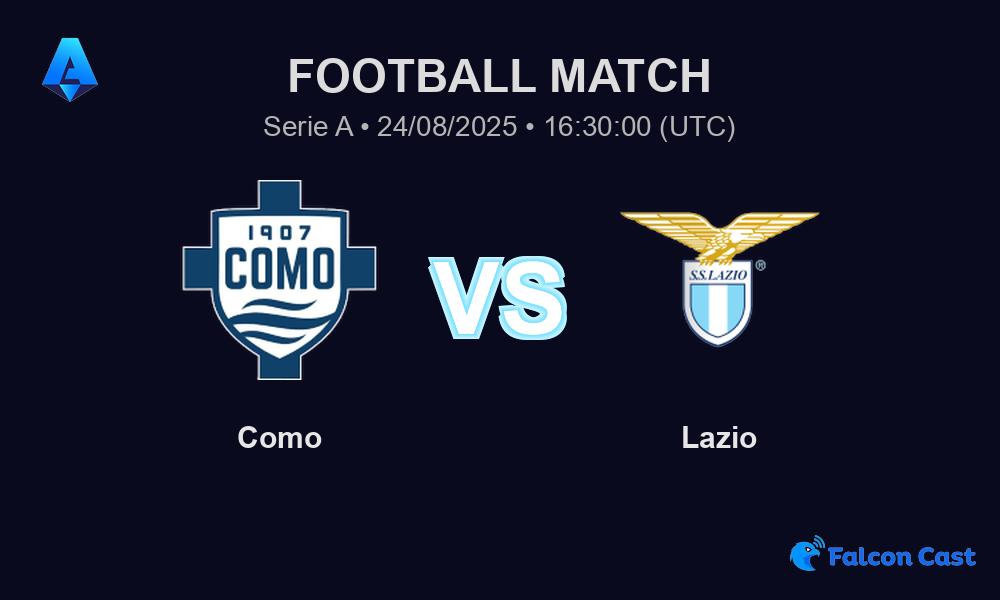 FOOTBALL MATCH
Serie A • 24/08/2025 • 16:30:00 (UTC)
1907
COMO
VS
S.S.LAZIO
®
Como
Lazio
Falcon Cast